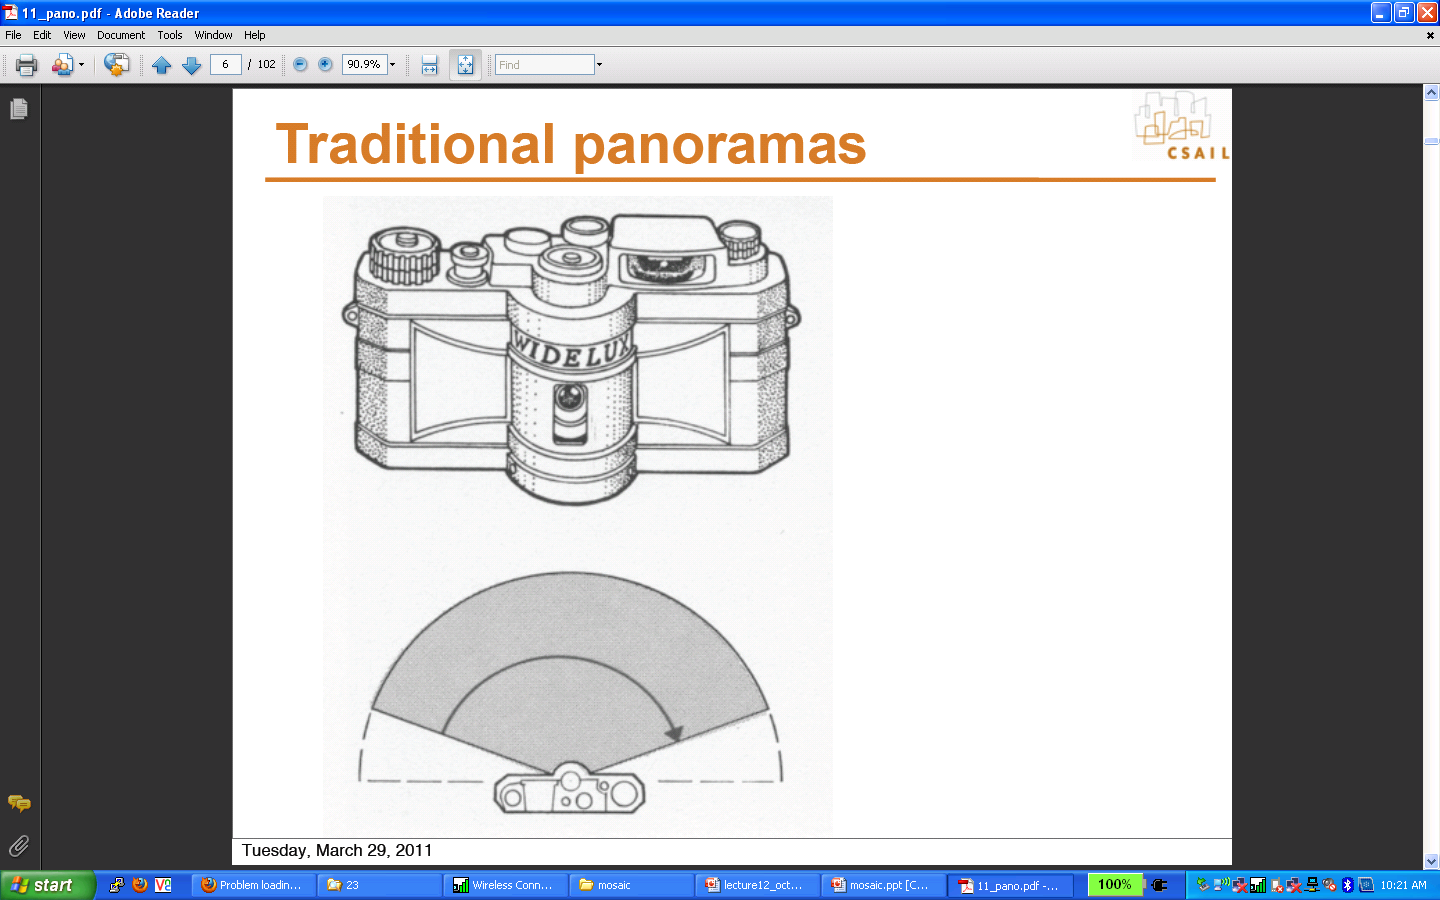 11_pano.pdf - Adobe Reader
File Edit View Document Tools Window Help
6 / 102 90.9% Find
Traditional panoramas
CSAIL
WIDELUX
Tuesday, March 29, 2011
start Problem loadin... 23 Wireless Conn... mosaic lecture12_oct... mosaic.ppt [C... 11_pano.pdf -... 100% 10:21 AM